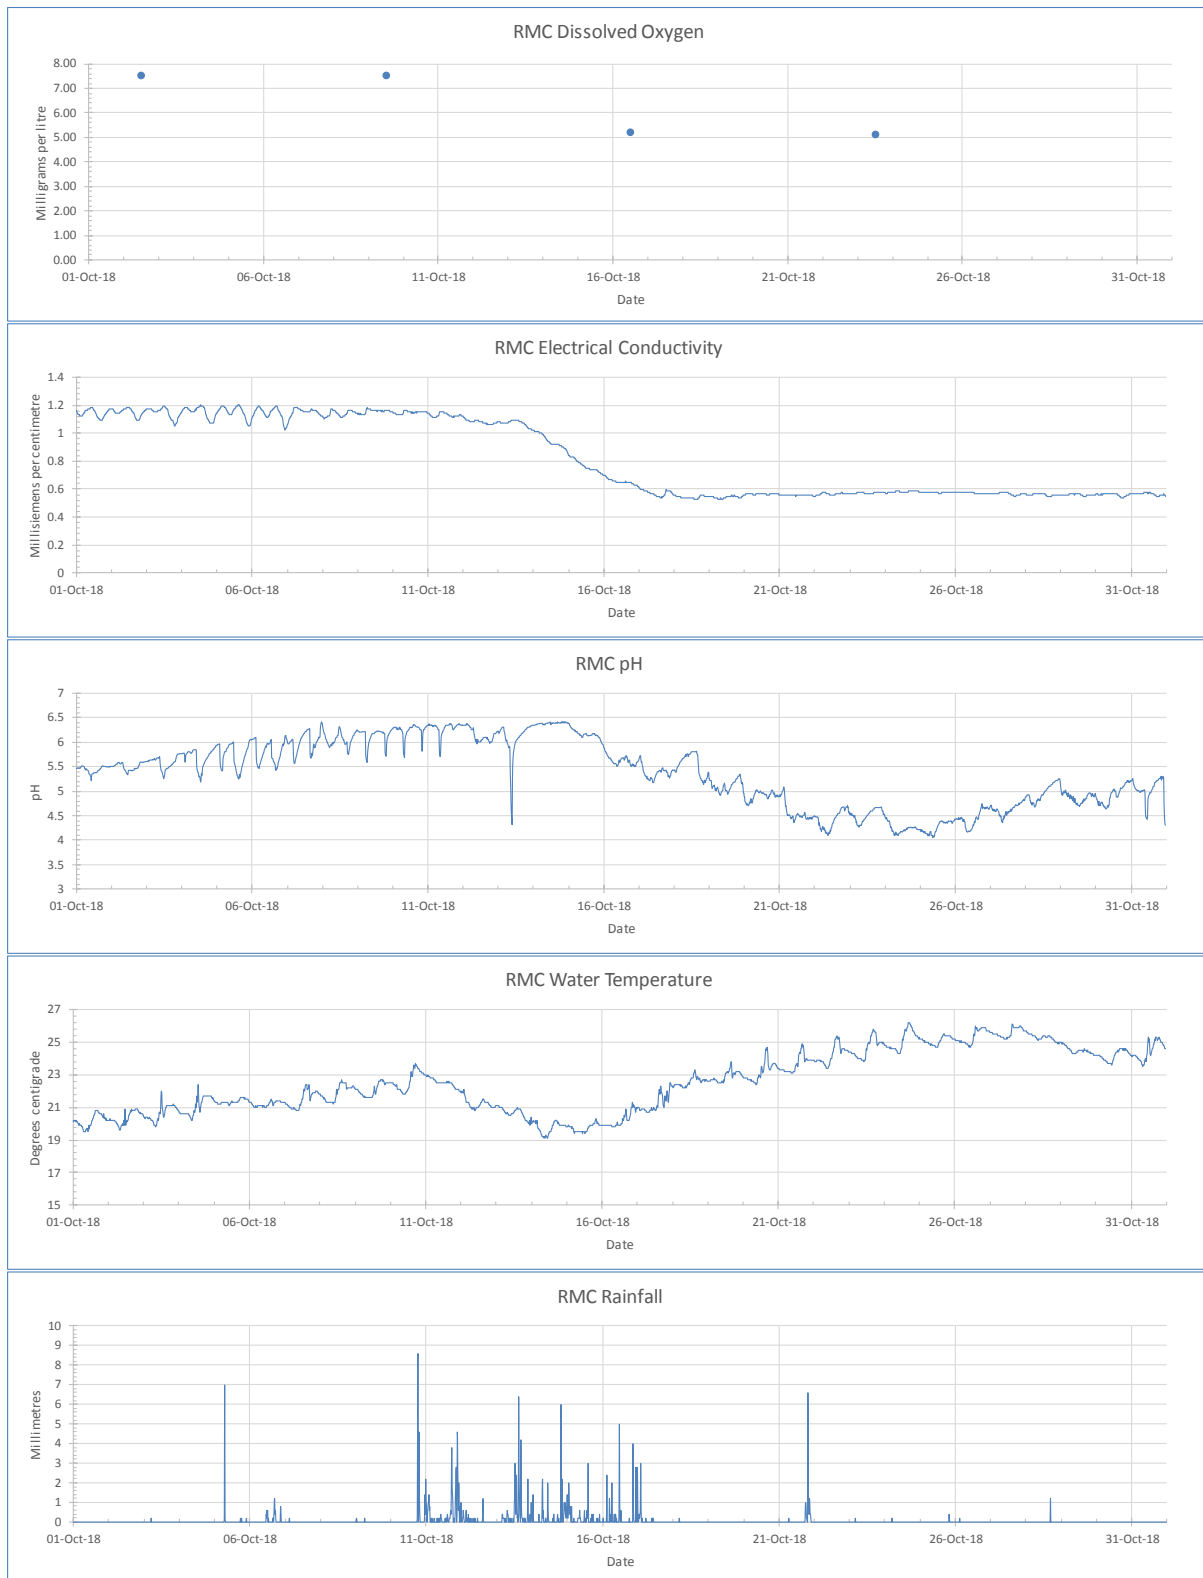 RMC Dissolved Oxygen
Milligrams per litre
8.00
7.00
6.00
5.00
4.00
3.00
2.00
1.00
0.00
01-Oct-18 06-Oct-18 11-Oct-18 16-Oct-18 21-Oct-18 26-Oct-18 31-Oct-18
Date
RMC Electrical Conductivity
Millisiemens per centimetre
1.4
1.2
1
0.8
0.6
0.4
0.2
0
01-Oct-18 06-Oct-18 11-Oct-18 16-Oct-18 21-Oct-18 26-Oct-18 31-Oct-18
Date
RMC pH
pH
7
6.5
6
5.5
5
4.5
4
3.5
3
01-Oct-18 06-Oct-18 11-Oct-18 16-Oct-18 21-Oct-18 26-Oct-18 31-Oct-18
Date
RMC Water Temperature
Degrees centigrade
27
25
23
21
19
17
15
01-Oct-18 06-Oct-18 11-Oct-18 16-Oct-18 21-Oct-18 26-Oct-18 31-Oct-18
Date
RMC Rainfall
Millimetres
10
9
8
7
6
5
4
3
2
1
0
01-Oct-18 06-Oct-18 11-Oct-18 16-Oct-18 21-Oct-18 26-Oct-18 31-Oct-18
Date